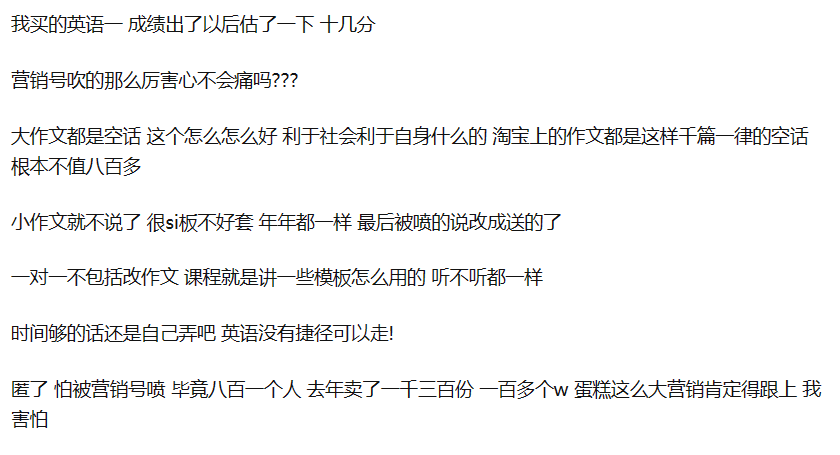 我买的英语一 成绩出了以后估了一下 十几分
营销号吹的那么厉害心不会痛吗???
大作文都是空话 这个怎么怎么好 利于社会利于自身什么的 淘宝上的作文都是这样千篇一律的空话
根本不值八百多
小作文就不说了 很si板不好套 年年都一样 最后被喷的说改成送的了
一对一不包括改作文 课程就是讲一些模板怎么用的 听不听都一样
时间够的话还是自己弄吧 英语没有捷径可以走!
匿了 怕被营销号喷 毕竟八百一个人 去年卖了一千三百份 一百多个w 蛋糕这么大营销肯定得跟上 我
害怕